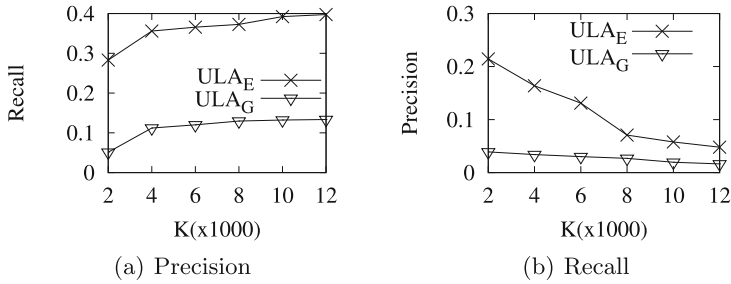 0.4
0.3
0.2
0.1
0
Recall
ULA_E
ULA_G
2 4 6 8 10 12
K(x1000)
(a) Precision
0.3
0.2
0.1
0
Precision
ULA_E
ULA_G
2 4 6 8 10 12
K(x1000)
(b) Recall